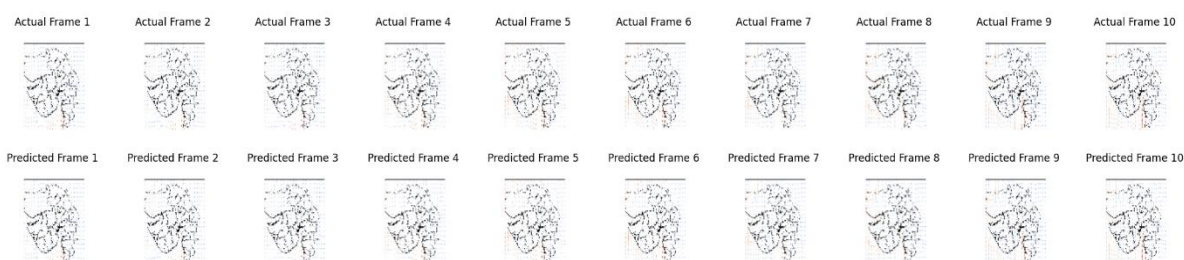 Actual Frame 1 Actual Frame 2 Actual Frame 3 Actual Frame 4 Actual Frame 5 Actual Frame 6 Actual Frame 7 Actual Frame 8 Actual Frame 9 Actual Frame 10
Predicted Frame 1 Predicted Frame 2 Predicted Frame 3 Predicted Frame 4 Predicted Frame 5 Predicted Frame 6 Predicted Frame 7 Predicted Frame 8 Predicted Frame 9 Predicted Frame 10